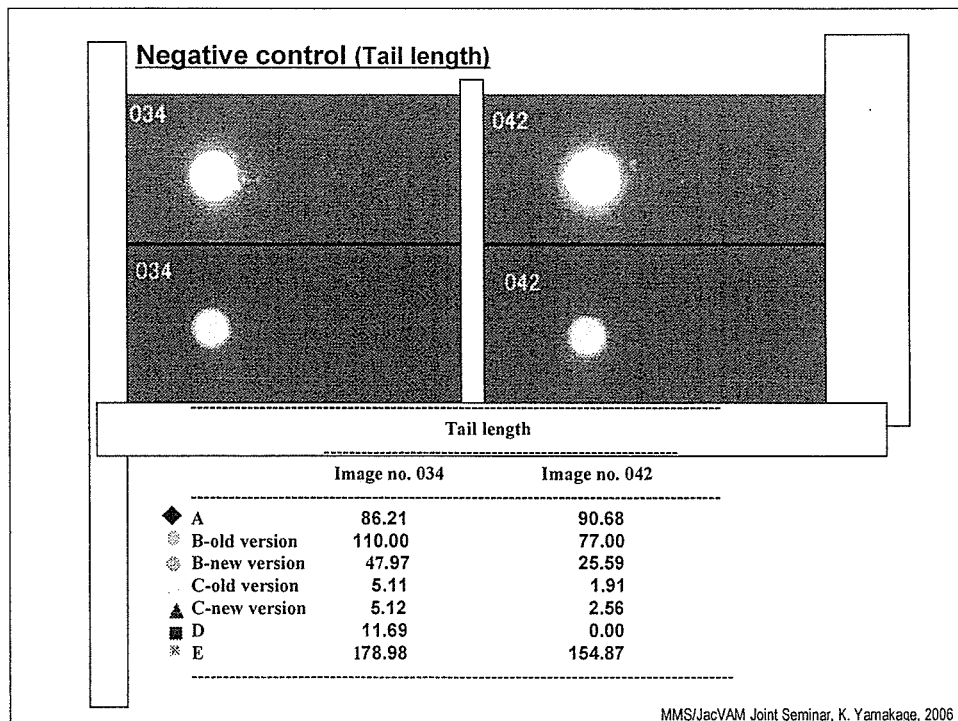 Negative control (Tail length)
034
042
034
042
Tail length
Image no. 034 Image no. 042
A 86.21 90.68
B-old version 110.00 77.00
B-new version 47.97 25.59
C-old version 5.11 1.91
C-new version 5.12 2.56
D 11.69 0.00
E 178.98 154.87
MMS/JacVAM Joint Seminar, K. Yamakage, 2006